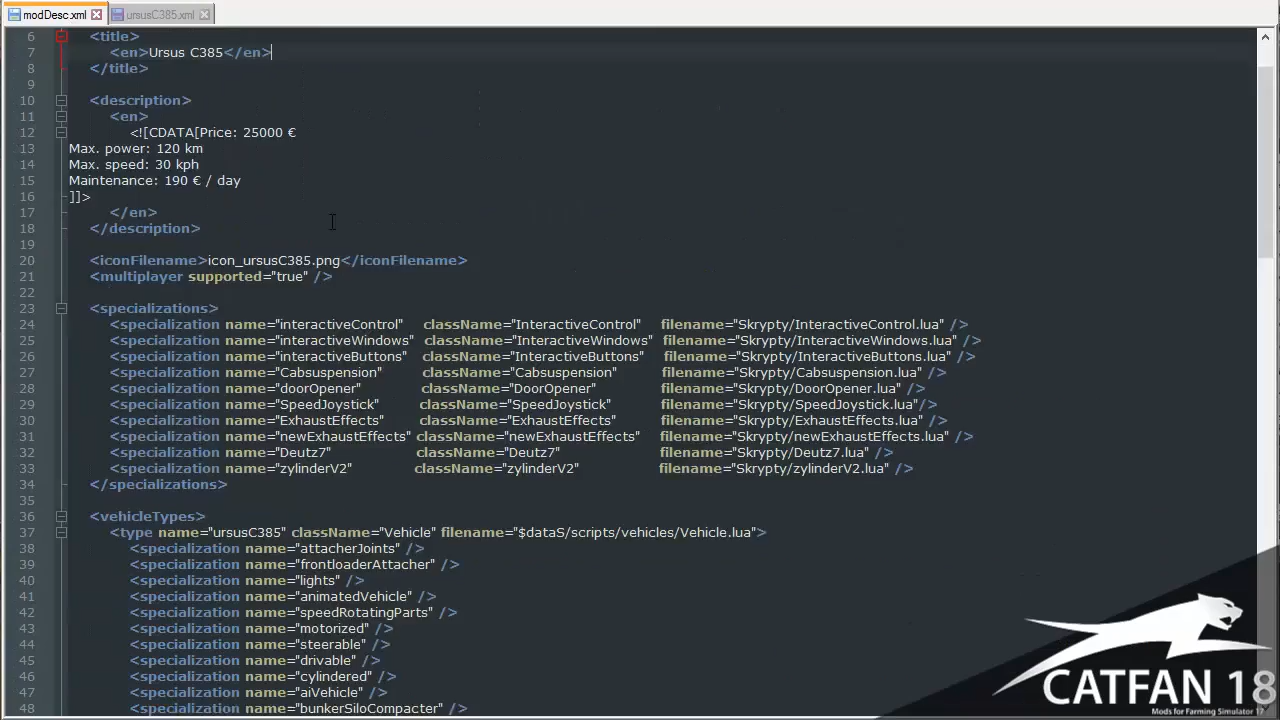 modDesc.xml ursusC385.xml
6 <title>
7 <en>Ursus C385</en>
8 </title>
9
10 <description>
11 <en>
12 <![CDATA[Price: 25000 €
13 Max. power: 120 km
14 Max. speed: 30 kph
15 Maintenance: 190 € / day
16 ]]>
17 </en>
18 </description>
19
20 <iconFilename>icon_ursusC385.png</iconFilename>
21 <multiplayer supported="true" />
22
23 <specializations>
24 <specialization name="interactiveControl" className="InteractiveControl" filename="Skrypty/InteractiveControl.lua" />
25 <specialization name="interactiveWindows" className="InteractiveWindows" filename="Skrypty/InteractiveWindows.lua" />
26 <specialization name="interactiveButtons" className="InteractiveButtons" filename="Skrypty/InteractiveButtons.lua" />
27 <specialization name="Cabsuspension" className="Cabsuspension" filename="Skrypty/Cabsuspension.lua" />
28 <specialization name="doorOpener" className="DoorOpener" filename="Skrypty/DoorOpener.lua" />
29 <specialization name="SpeedJoystick" className="SpeedJoystick" filename="Skrypty/SpeedJoystick.lua"/>
30 <specialization name="ExhaustEffects" className="ExhaustEffects" filename="Skrypty/ExhaustEffects.lua" />
31 <specialization name="newExhaustEffects" className="newExhaustEffects" filename="Skrypty/newExhaustEffects.lua" />
32 <specialization name="Deutz7" className="Deutz7" filename="Skrypty/Deutz7.lua" />
33 <specialization name="zylinderV2" className="zylinderV2" filename="Skrypty/zylinderV2.lua" />
34 </specializations>
35
36 <vehicleTypes>
37 <type name="ursusC385" className="Vehicle" filename="$dataS/scripts/vehicles/Vehicle.lua">
38 <specialization name="attacherJoints" />
39 <specialization name="frontloaderAttacher" />
40 <specialization name="lights" />
41 <specialization name="animatedVehicle" />
42 <specialization name="speedRotatingParts" />
43 <specialization name="motorized" />
44 <specialization name="steerable" />
45 <specialization name="drivable" />
46 <specialization name="cylindered" />
47 <specialization name="aiVehicle" />
48 <specialization name="bunkerSiloCompacter" />
CATFAN 18
Mods for Farming Simulator 17